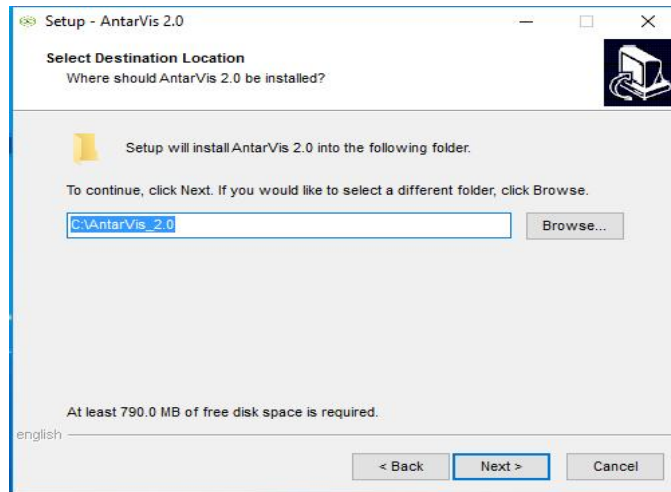 Setup - AntarVis 2.0
Select Destination Location
Where should AntarVis 2.0 be installed?
Setup will install AntarVis 2.0 into the following folder.
To continue, click Next. If you would like to select a different folder, click Browse.
C:\AntarVis_2.0
Browse...
At least 790.0 MB of free disk space is required.
english
< Back
Next >
Cancel